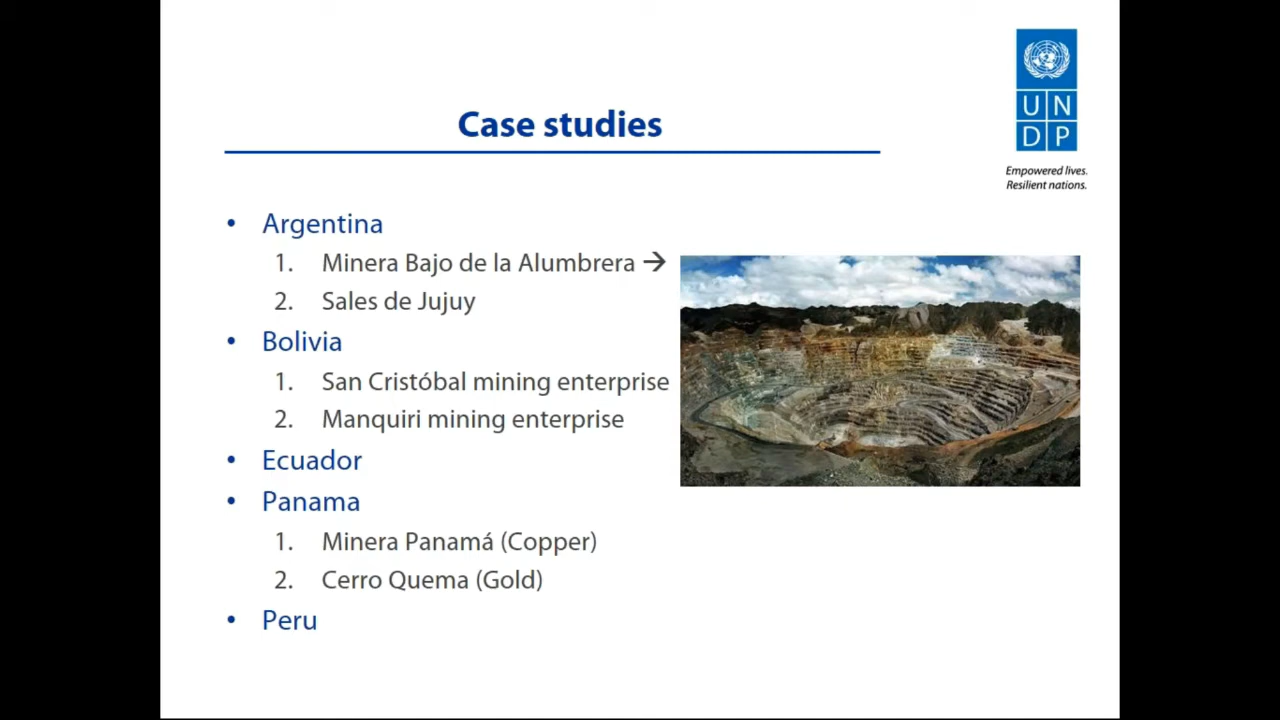 Case studies
UN
DP
Empowered lives.
Resilient nations.
• Argentina
1. Minera Bajo de la Alumbrera →
2. Sales de Jujuy
• Bolivia
1. San Cristóbal mining enterprise
2. Manquiri mining enterprise
• Ecuador
• Panama
1. Minera Panamá (Copper)
2. Cerro Quema (Gold)
• Peru